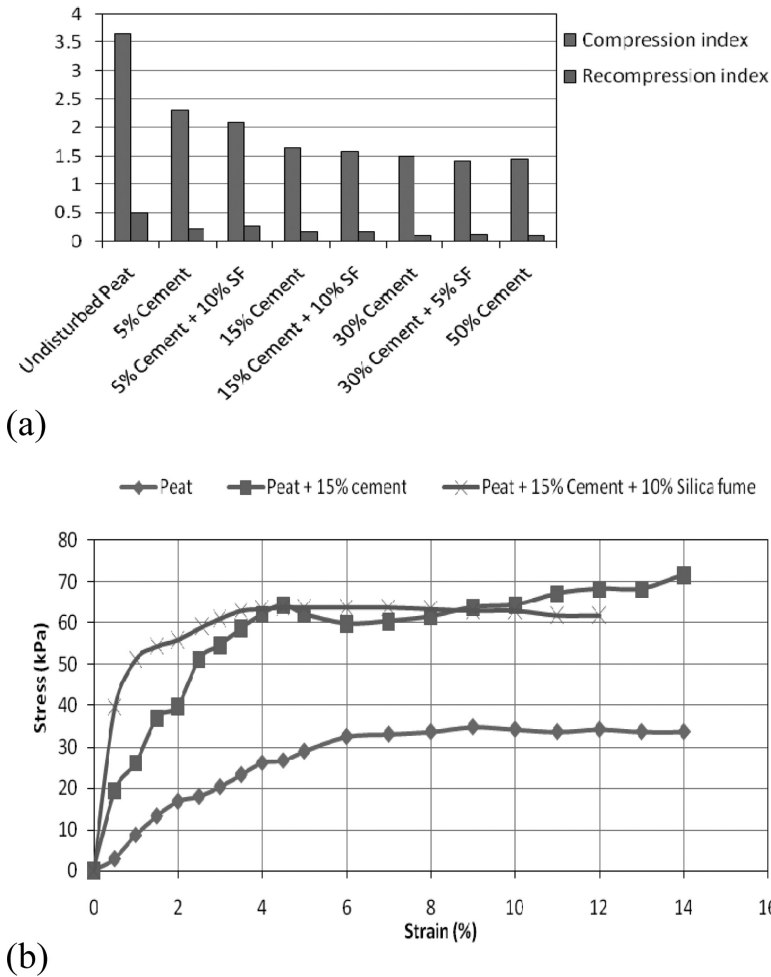 4
3.5
3
2.5
2
1.5
1
0.5
0
Compression index
Recompression index
Undisturbed Peat
5% Cement
5% Cement + 10% SF
15% Cement
15% Cement + 10% SF
30% Cement
30% Cement + 5% SF
50% Cement
(a)
Peat
Peat + 15% cement
Peat + 15% Cement + 10% Silica fume
80
70
60
50
40
30
20
10
0
Stress (kPa)
0 2 4 6 8 10 12 14 16
Strain (%)
(b)